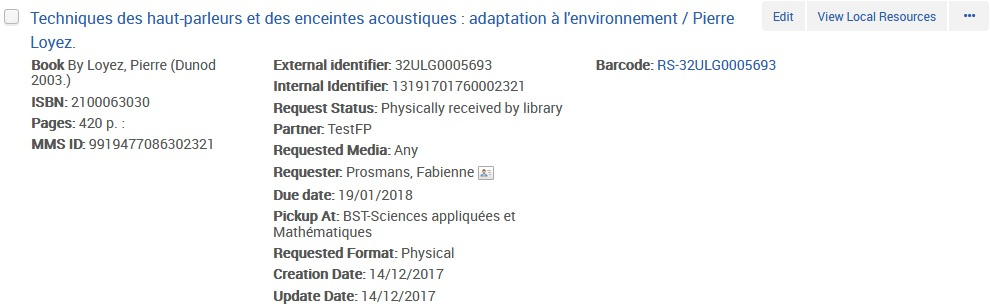 Techniques des haut-parleurs et des enceintes acoustiques : adaptation à l'environnement / Pierre
Loyez.
Edit
View Local Resources
•••
Book By Loyez, Pierre (Dunod
2003.)
ISBN: 2100063030
Pages: 420 p. :
MMS ID: 9919477086302321
External identifier: 32ULG0005693
Internal Identifier: 13191701760002321
Request Status: Physically received by library
Partner: TestFP
Requested Media: Any
Requester: Prosmans, Fabienne
Due date: 19/01/2018
Pickup At: BST-Sciences appliquées et
Mathématiques
Requested Format: Physical
Creation Date: 14/12/2017
Update Date: 14/12/2017
Barcode: RS-32ULG0005693